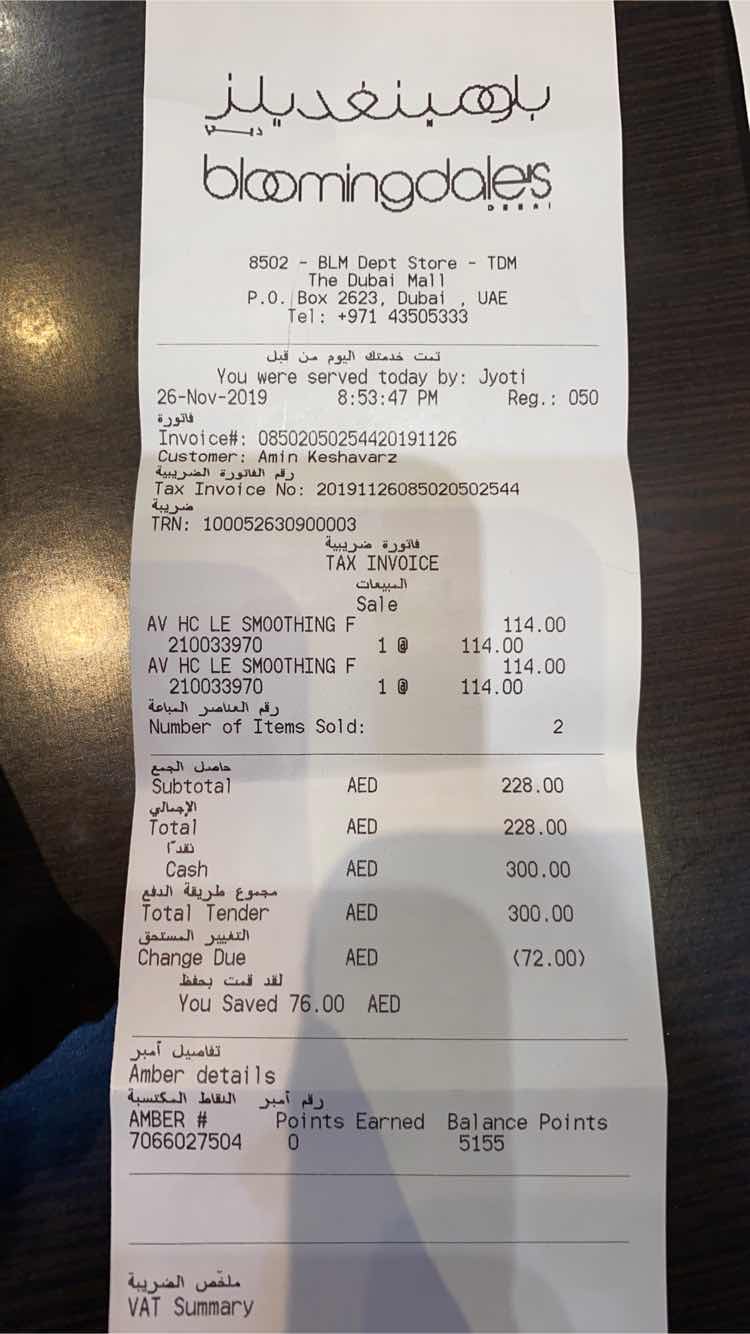 بلومينغديلز
دبي
bloomingdale's
DUBAI
8502 - BLM Dept Store - TDM
The Dubai Mall
P.O. Box 2623, Dubai , UAE
Tel: +971 43505333
تمت خدمتك اليوم من قبل
You were served today by: Jyoti
26-Nov-2019 8:53:47 PM Reg.: 050
فاتورة
Invoice#: 08502050254420191126
Customer: Amin Keshavarz
رقم الفاتورة الضريبية
Tax Invoice No: 20191126085020502544
ضريبة
TRN: 100052630900003
فاتورة ضريبية
TAX INVOICE
المبيعات
Sale
AV HC LE SMOOTHING F 114.00
210033970 1 @ 114.00
AV HC LE SMOOTHING F 114.00
210033970 1 @ 114.00
رقم العناصر المباعة
Number of Items Sold: 2
حاصل الجمع
Subtotal AED 228.00
الإجمالي
Total AED 228.00
نقدًا
Cash AED 300.00
مجموع طريقة الدفع
Total Tender AED 300.00
التغيير المستحق
Change Due AED (72.00)
لقد قمت بحفظ
You Saved 76.00 AED
تفاصيل أمبر
Amber details
رقم أمبر النقاط المكتسبة
AMBER # Points Earned Balance Points
7066027504 0 5155
ملخّص الضريبة
VAT Summary